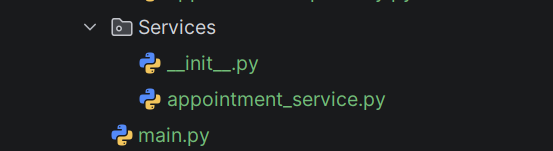 Services
__init__.py
appointment_service.py
main.py